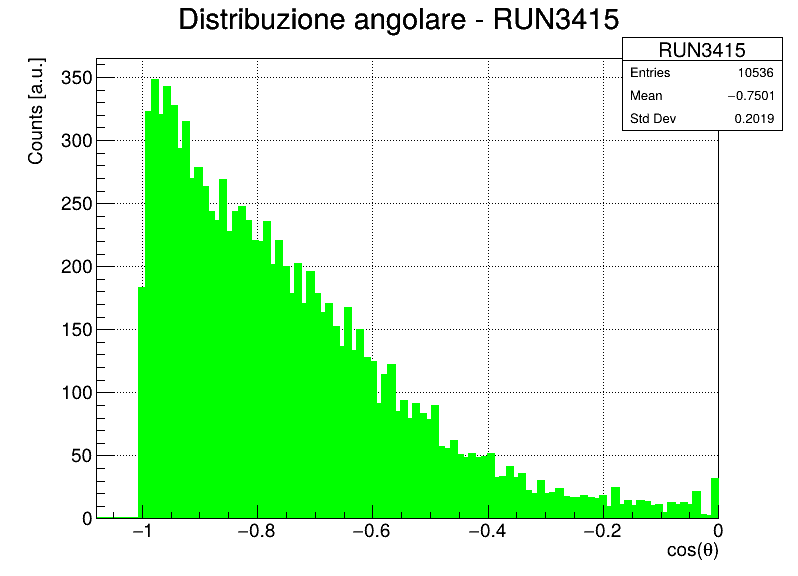 Distribuzione angolare - RUN3415
RUN3415
Entries 10536
Mean −0.7501
Std Dev 0.2019
Counts [a.u.]
350
300
250
200
150
100
50
0
−1 −0.8 −0.6 −0.4 −0.2 0
cos(θ)